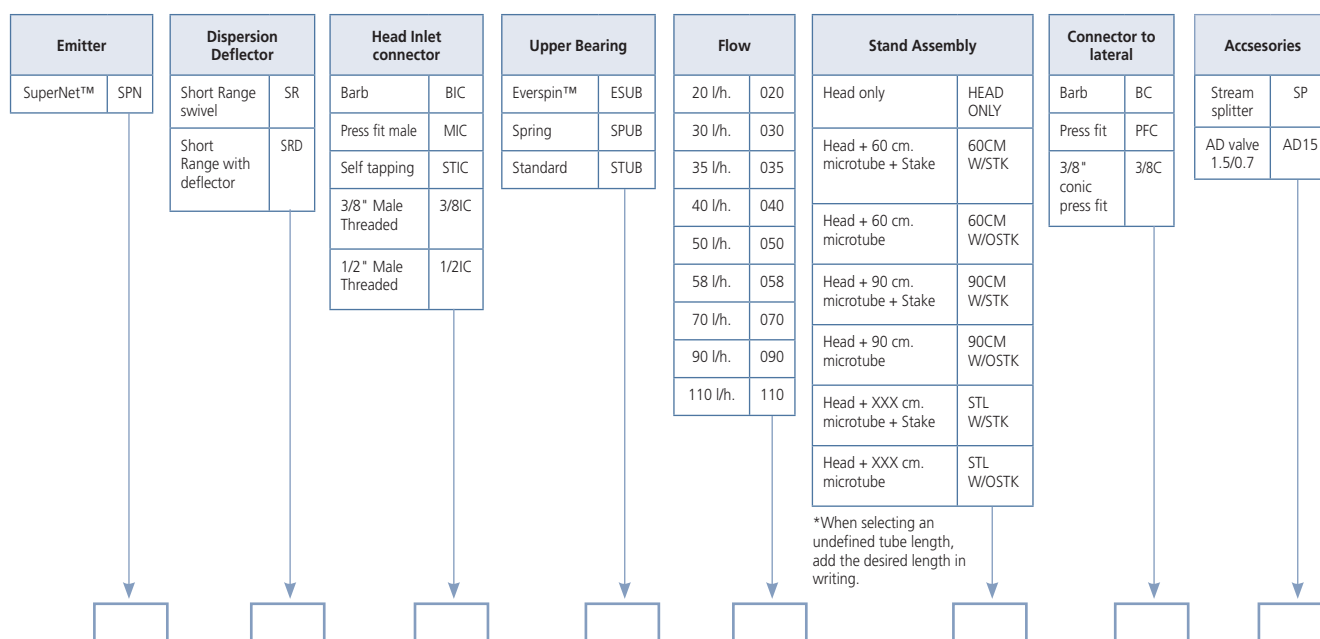 Emitter
SuperNet™ SPN
Dispersion
Deflector
Short Range
swivel
SR
Short
Range with
deflector
SRD
Head Inlet
connector
Barb BIC
Press fit male MIC
Self tapping STIC
3/8" Male
Threaded
3/8IC
1/2" Male
Threaded
1/2IC
Upper Bearing
Everspin™ ESUB
Spring SPUB
Standard STUB
Flow
20 l/h. 020
30 l/h. 030
35 l/h. 035
40 l/h. 040
50 l/h. 050
58 l/h. 058
70 l/h. 070
90 l/h. 090
110 l/h. 110
Stand Assembly
Head only
HEAD
ONLY
Head + 60 cm.
microtube + Stake
60CM
W/STK
Head + 60 cm.
microtube
60CM
W/OSTK
Head + 90 cm.
microtube + Stake
90CM
W/STK
Head + 90 cm.
microtube
90CM
W/OSTK
Head + XXX cm.
microtube + Stake
STL
W/STK
Head + XXX cm.
microtube
STL
W/OSTK
*When selecting an
undefined tube length,
add the desired length in
writing.
Connector to
lateral
Barb BC
Press fit PFC
3/8"
conic
press fit
3/8C
Accsesories
Stream
splitter
SP
AD valve
1.5/0.7
AD15